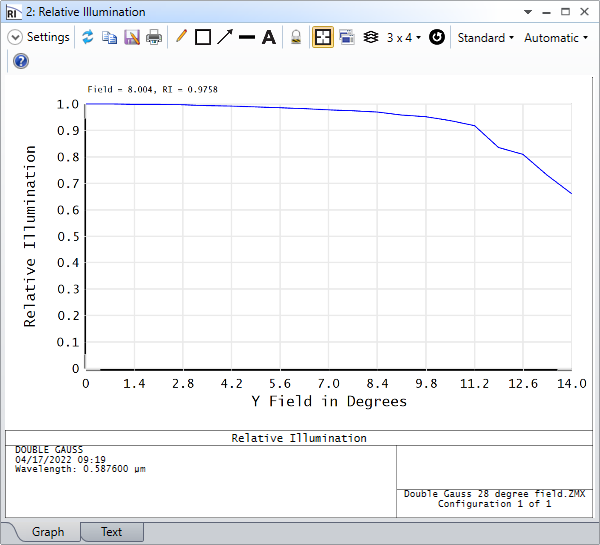 RI 2: Relative Illumination
Settings A 3 x 4 Standard Automatic
?
Field = 8.004, RI = 0.9758
1.0
0.9
0.8
0.7
0.6
0.5
0.4
0.3
0.2
0.1
0
Relative Illumination
0 1.4 2.8 4.2 5.6 7.0 8.4 9.8 11.2 12.6 14.0
Y Field in Degrees
Relative Illumination
DOUBLE GAUSS
04/17/2022 09:19
Wavelength: 0.587600 µm
Double Gauss 28 degree field.ZMX
Configuration 1 of 1
Graph Text